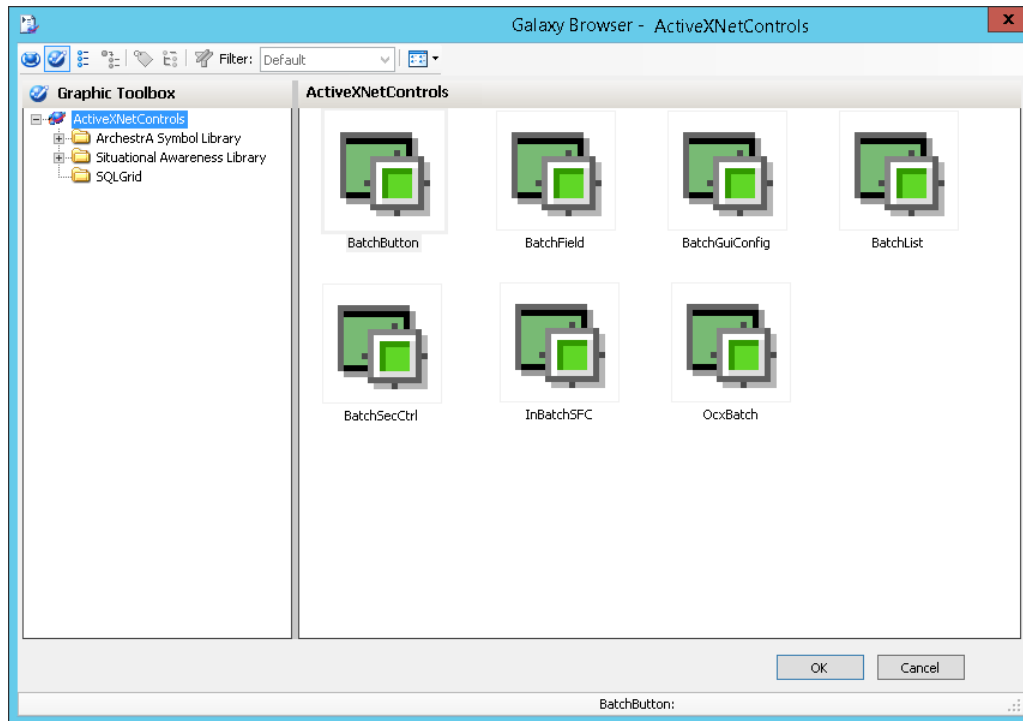 Galaxy Browser - ActiveXNetControls
x
Filter: Default
Graphic Toolbox
ActiveXNetControls
ActiveXNetControls
ArchestrA Symbol Library
Situational Awareness Library
SQLGrid
BatchButton BatchField BatchGuiConfig BatchList
BatchSecCtrl InBatchSFC OcxBatch
OK Cancel
BatchButton: